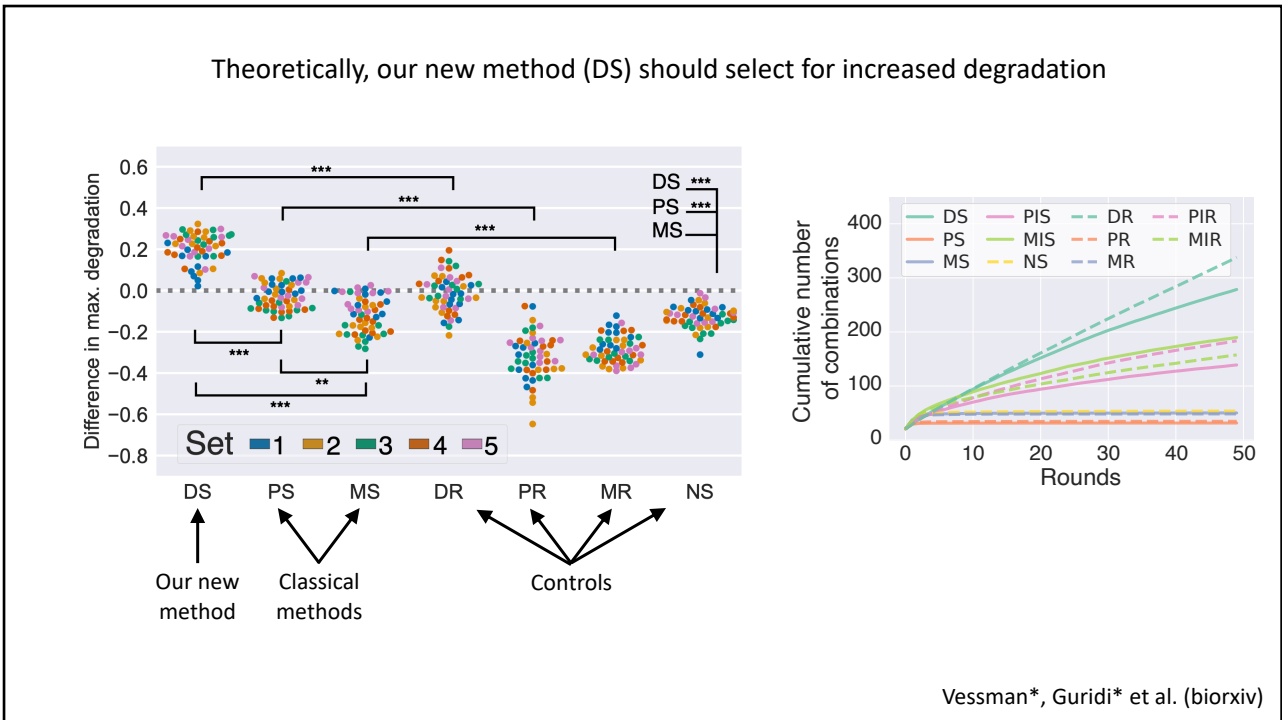 Theoretically, our new method (DS) should select for increased degradation
Difference in max. degradation
0.6
0.4
0.2
0.0
−0.2
−0.4
−0.6
−0.8
***
***
***
***
**
***
DS ***
PS ***
MS
Set 1 2 3 4 5
DS PS MS DR PR MR NS
Our new
method
Classical
methods
Controls
Cumulative number
of combinations
400
300
200
100
0
DS PIS DR PIR
PS MIS PR MIR
MS NS MR
0 10 20 30 40 50
Rounds
Vessman*, Guridi* et al. (biorxiv)